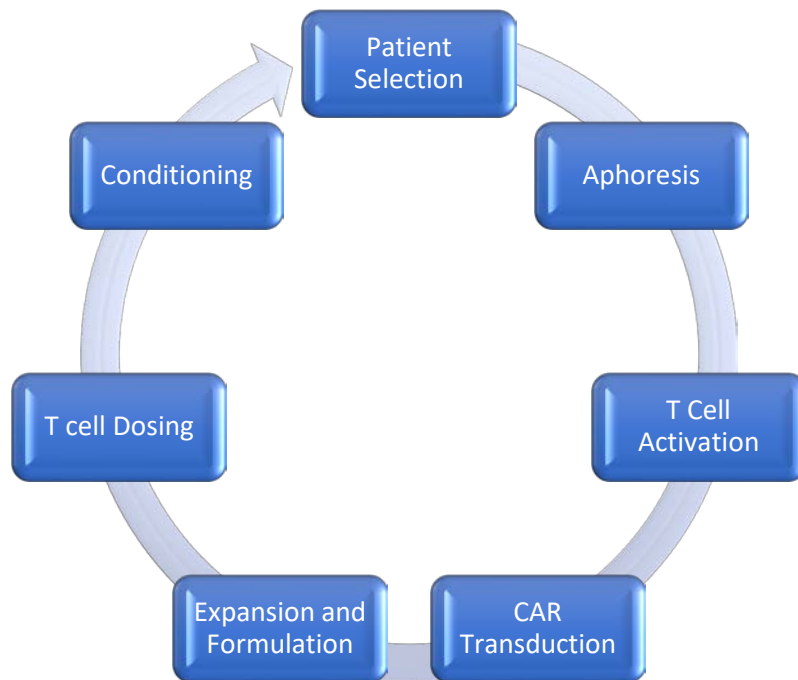 Patient
Selection
Aphoresis
T Cell
Activation
CAR
Transduction
Expansion and
Formulation
T cell Dosing
Conditioning